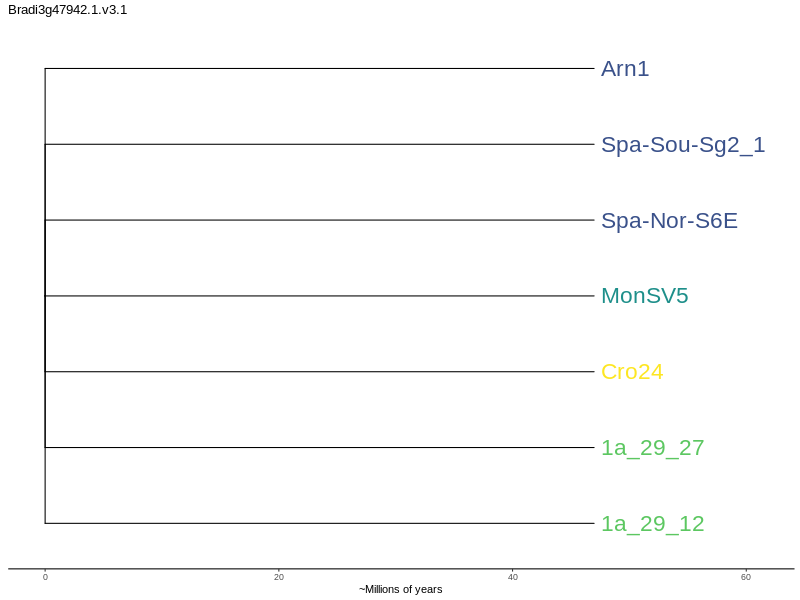 Bradi3g47942.1.v3.1
Arn1
Spa-Sou-Sg2_1
Spa-Nor-S6E
MonSV5
Cro24
1a_29_27
1a_29_12
0 20 40 60
~Millions of years